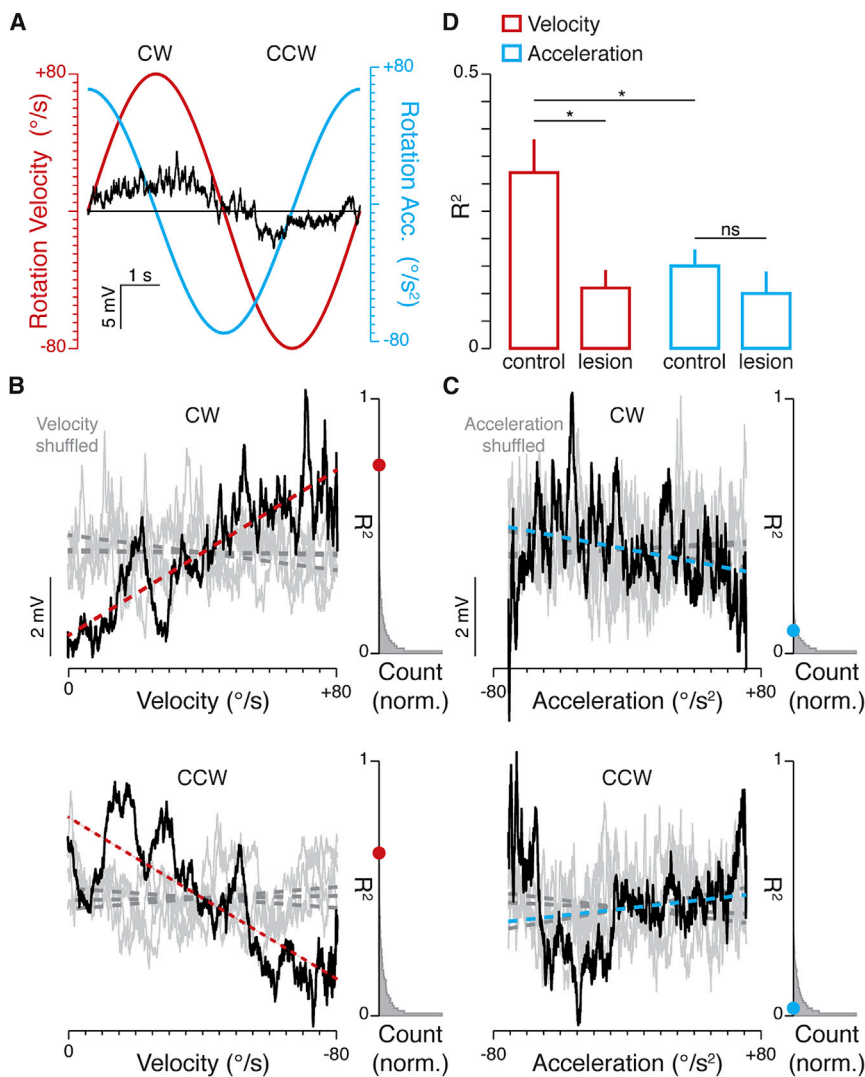 A
CW
CCW
+80
-80
Rotation Velocity (°/s)
+80
-80
Rotation Acc. (°/s²)
1 s
5 mV
D
Velocity
Acceleration
0.5
0
R²
*
*
ns
control
lesion
control
lesion
B
Velocity
shuffled
CW
2 mV
0
+80
Velocity (°/s)
1
R²
0
Count
(norm.)
C
Acceleration
shuffled
CW
2 mV
-80
+80
Acceleration (°/s²)
1
R²
0
Count
(norm.)
CCW
0
-80
Velocity (°/s)
1
R²
0
Count
(norm.)
CCW
-80
+80
Acceleration (°/s²)
1
R²
0
Count
(norm.)